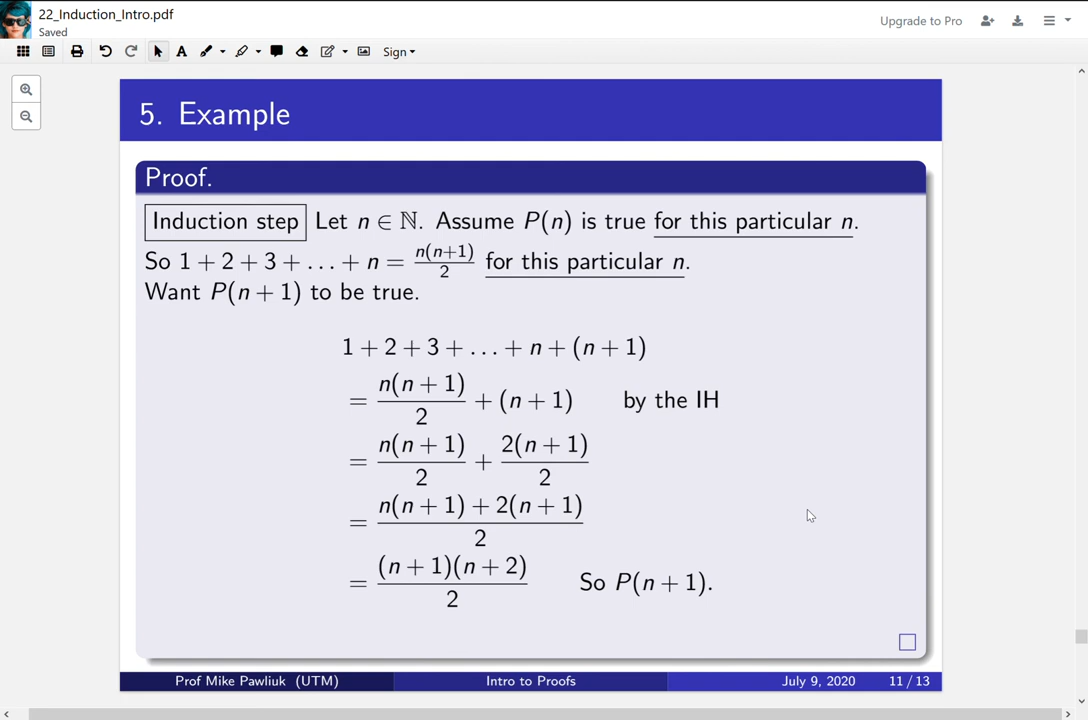 22_Induction_Intro.pdf
Saved
Upgrade to Pro
A
Sign
5. Example
Proof.
Induction step Let n ∈ ℕ. Assume P(n) is true for this particular n.
So 1 + 2 + 3 + ... + n = n(n+1)/2 for this particular n.
Want P(n + 1) to be true.
1 + 2 + 3 + ... + n + (n + 1)
= n(n + 1)/2 + (n + 1) by the IH
= n(n + 1)/2 + 2(n + 1)/2
= n(n + 1) + 2(n + 1)/2
= (n + 1)(n + 2)/2 So P(n + 1).
□
Prof Mike Pawliuk (UTM) Intro to Proofs July 9, 2020 11 / 13